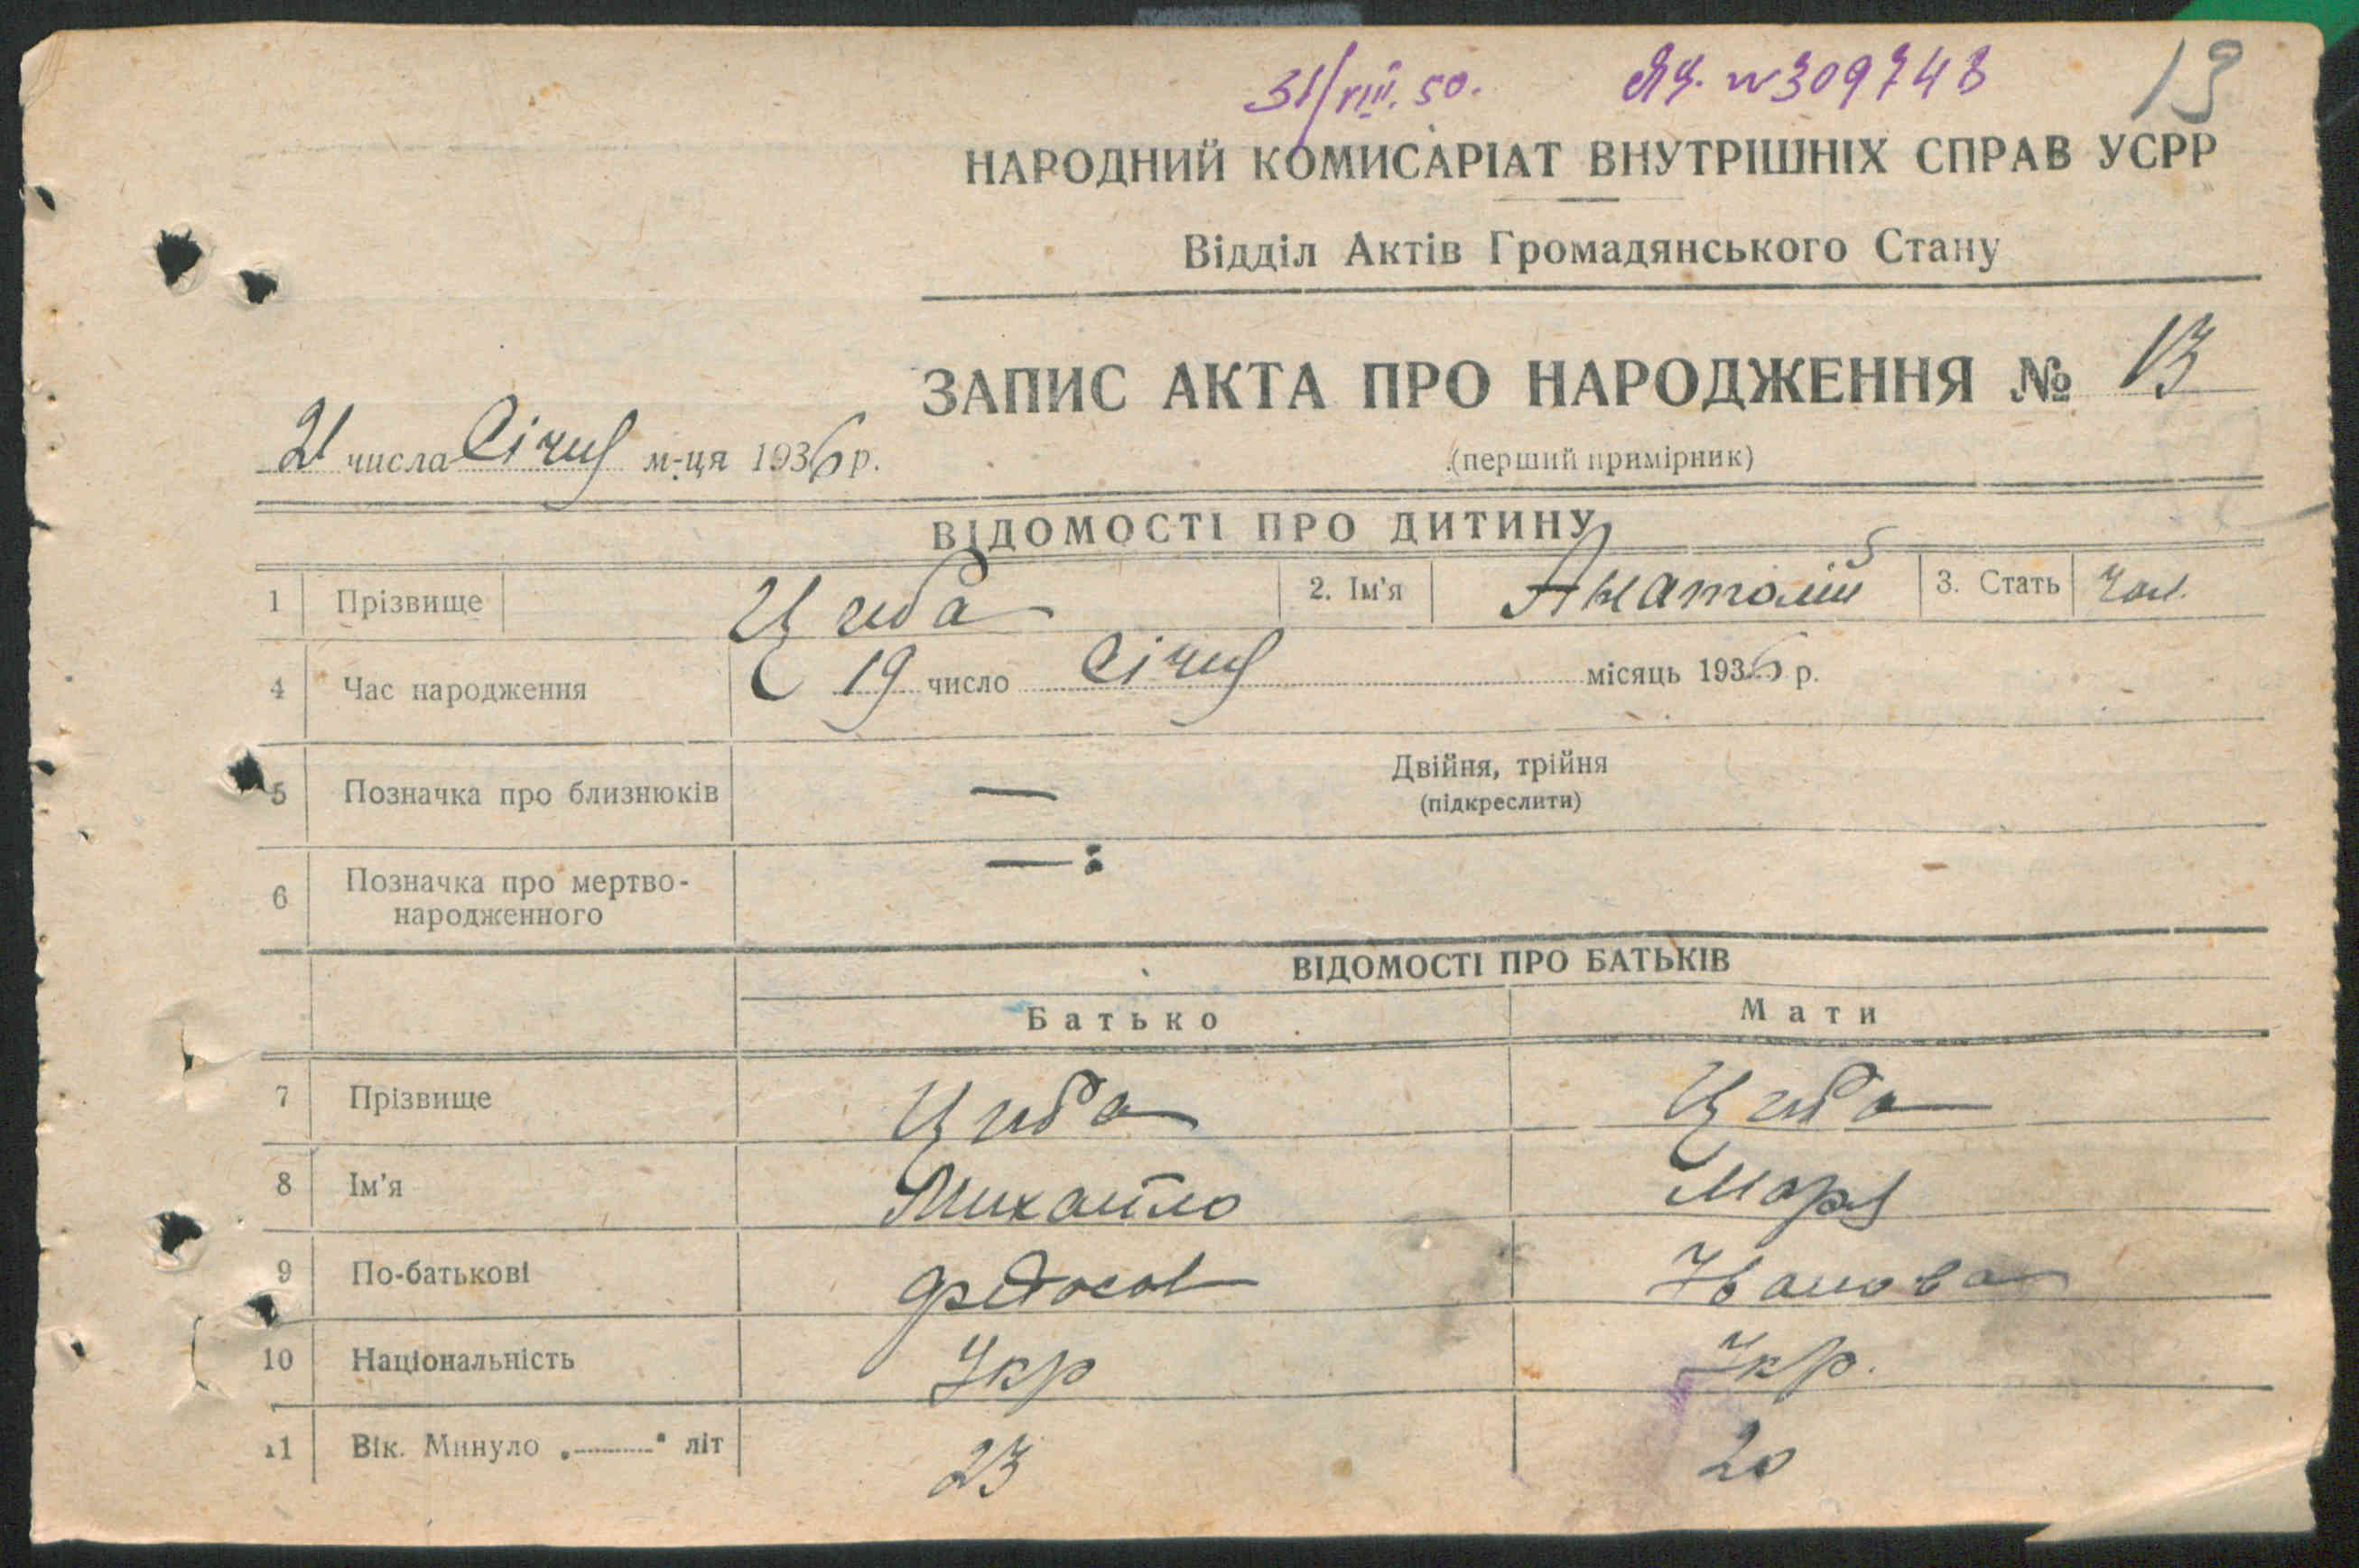 31/VIII. 50. ЯЧ. N309748 13
НАРОДНИЙ КОМИСАРІАТ ВНУТРІШНІХ СПРАВ УСРР
Відділ Актів Громадянського Стану
ЗАПИС АКТА ПРО НАРОДЖЕННЯ № 13
21 числа Січня м-ця 1936 р.
(перший примірник)
ВІДОМОСТІ ПРО ДИТИНУ
1 Прізвище Циба 2. Ім'я Анатолій 3. Стать Чол.
4 Час народження 19 число Січня місяць 1936 р.
5 Позначка про близнюків — Двійня, трійня
(підкреслити)
6 Позначка про мертво-
народженного —:
ВІДОМОСТІ ПРО БАТЬКІВ
Батько Мати
7 Прізвище Циба Циба
8 Ім'я Михайло Маря
9 По-батькові Федосов Іванова
10 Національність Укр Укр.
11 Вік. Минуло „ “ літ 23 20